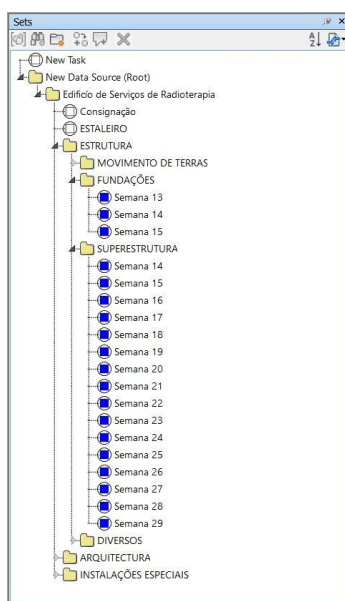 Sets
New Task
New Data Source (Root)
Edifício de Serviços de Radioterapia
Consignação
ESTALEIRO
ESTRUTURA
MOVIMENTO DE TERRAS
FUNDAÇÕES
Semana 13
Semana 14
Semana 15
SUPERESTRUTURA
Semana 14
Semana 15
Semana 16
Semana 17
Semana 18
Semana 19
Semana 20
Semana 21
Semana 22
Semana 23
Semana 24
Semana 25
Semana 26
Semana 27
Semana 28
Semana 29
DIVERSOS
ARQUITECTURA
INSTALAÇÕES ESPECIAIS